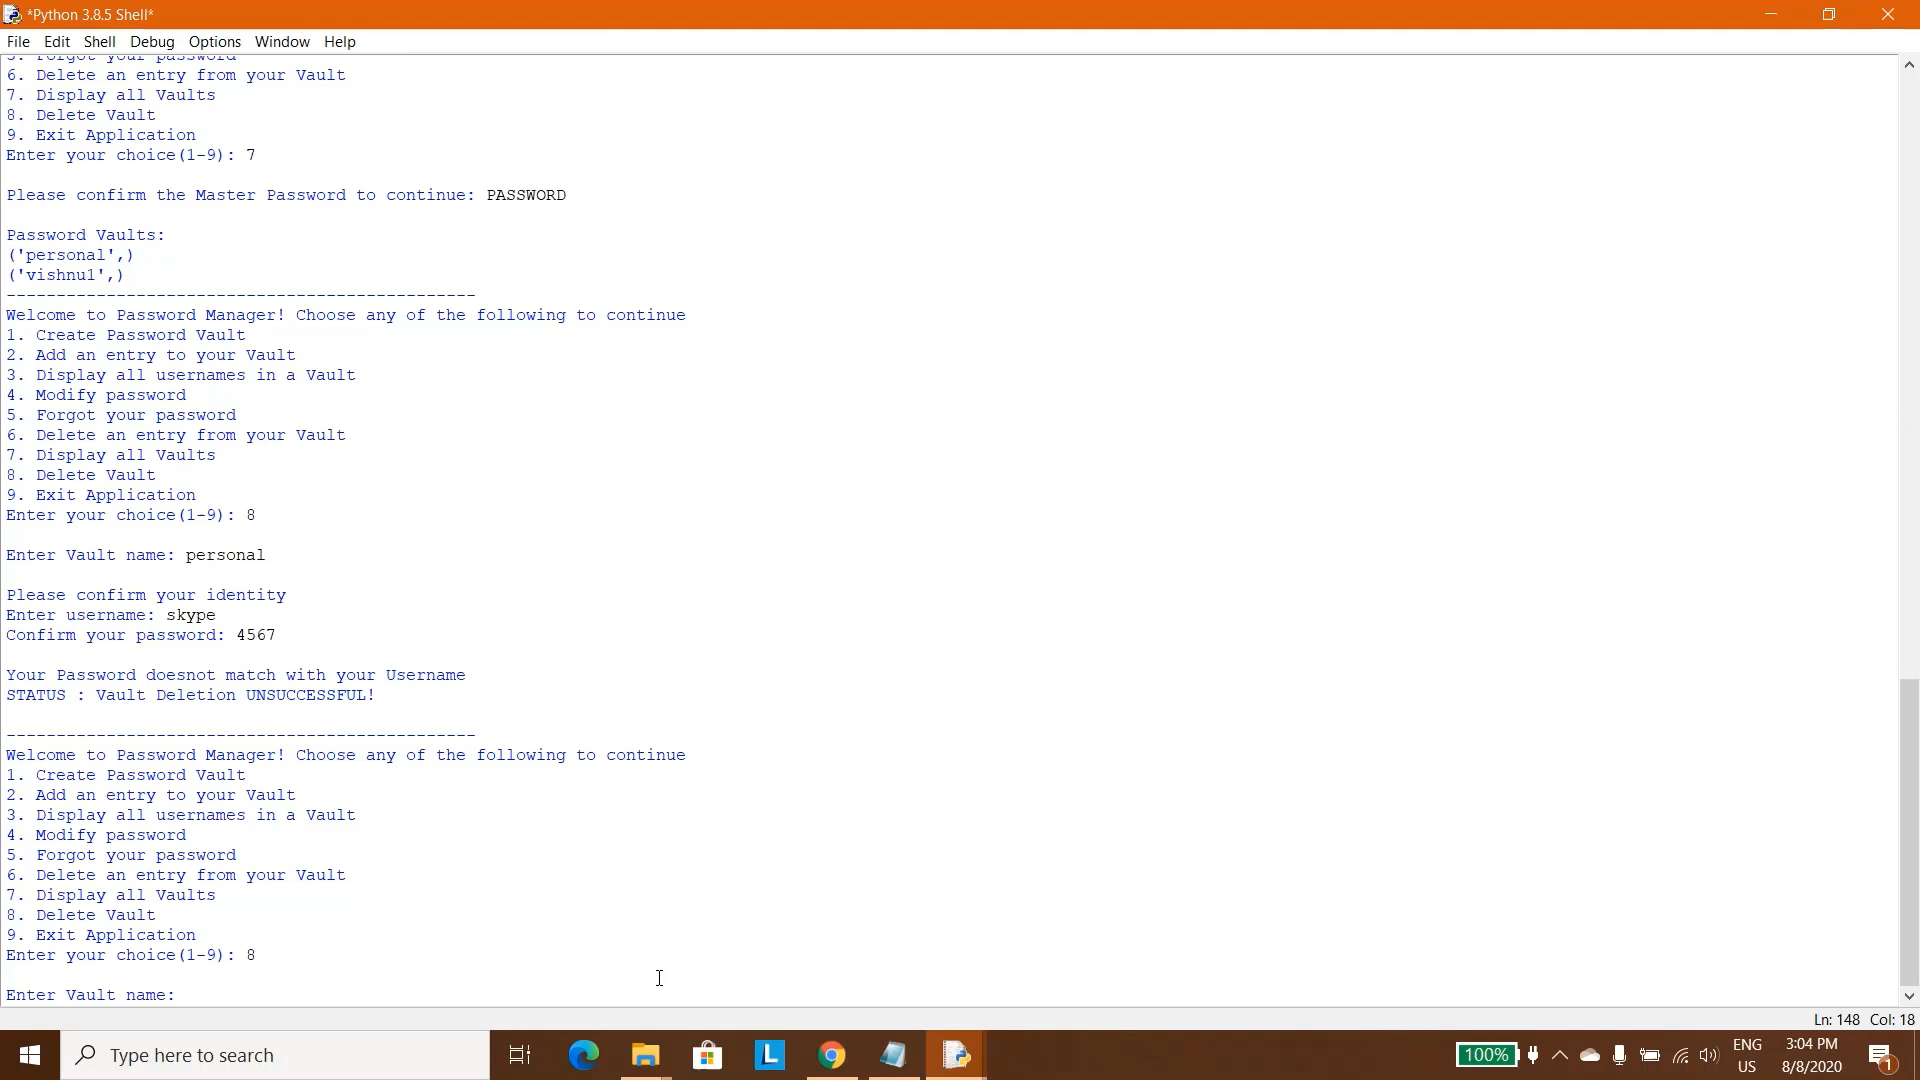 *Python 3.8.5 Shell*
File Edit Shell Debug Options Window Help
5. Forgot your password
6. Delete an entry from your Vault
7. Display all Vaults
8. Delete Vault
9. Exit Application
Enter your choice(1-9): 7
Please confirm the Master Password to continue: PASSWORD
Password Vaults:
('personal',)
('vishnu1',)
-----------------------------------------------
Welcome to Password Manager! Choose any of the following to continue
1. Create Password Vault
2. Add an entry to your Vault
3. Display all usernames in a Vault
4. Modify password
5. Forgot your password
6. Delete an entry from your Vault
7. Display all Vaults
8. Delete Vault
9. Exit Application
Enter your choice(1-9): 8
Enter Vault name: personal
Please confirm your identity
Enter username: skype
Confirm your password: 4567
Your Password doesnot match with your Username
STATUS : Vault Deletion UNSUCCESSFUL!
-----------------------------------------------
Welcome to Password Manager! Choose any of the following to continue
1. Create Password Vault
2. Add an entry to your Vault
3. Display all usernames in a Vault
4. Modify password
5. Forgot your password
6. Delete an entry from your Vault
7. Display all Vaults
8. Delete Vault
9. Exit Application
Enter your choice(1-9): 8
Enter Vault name:
Ln: 148 Col: 18
Type here to search
L
100%
ENG
US
3:04 PM
8/8/2020
1